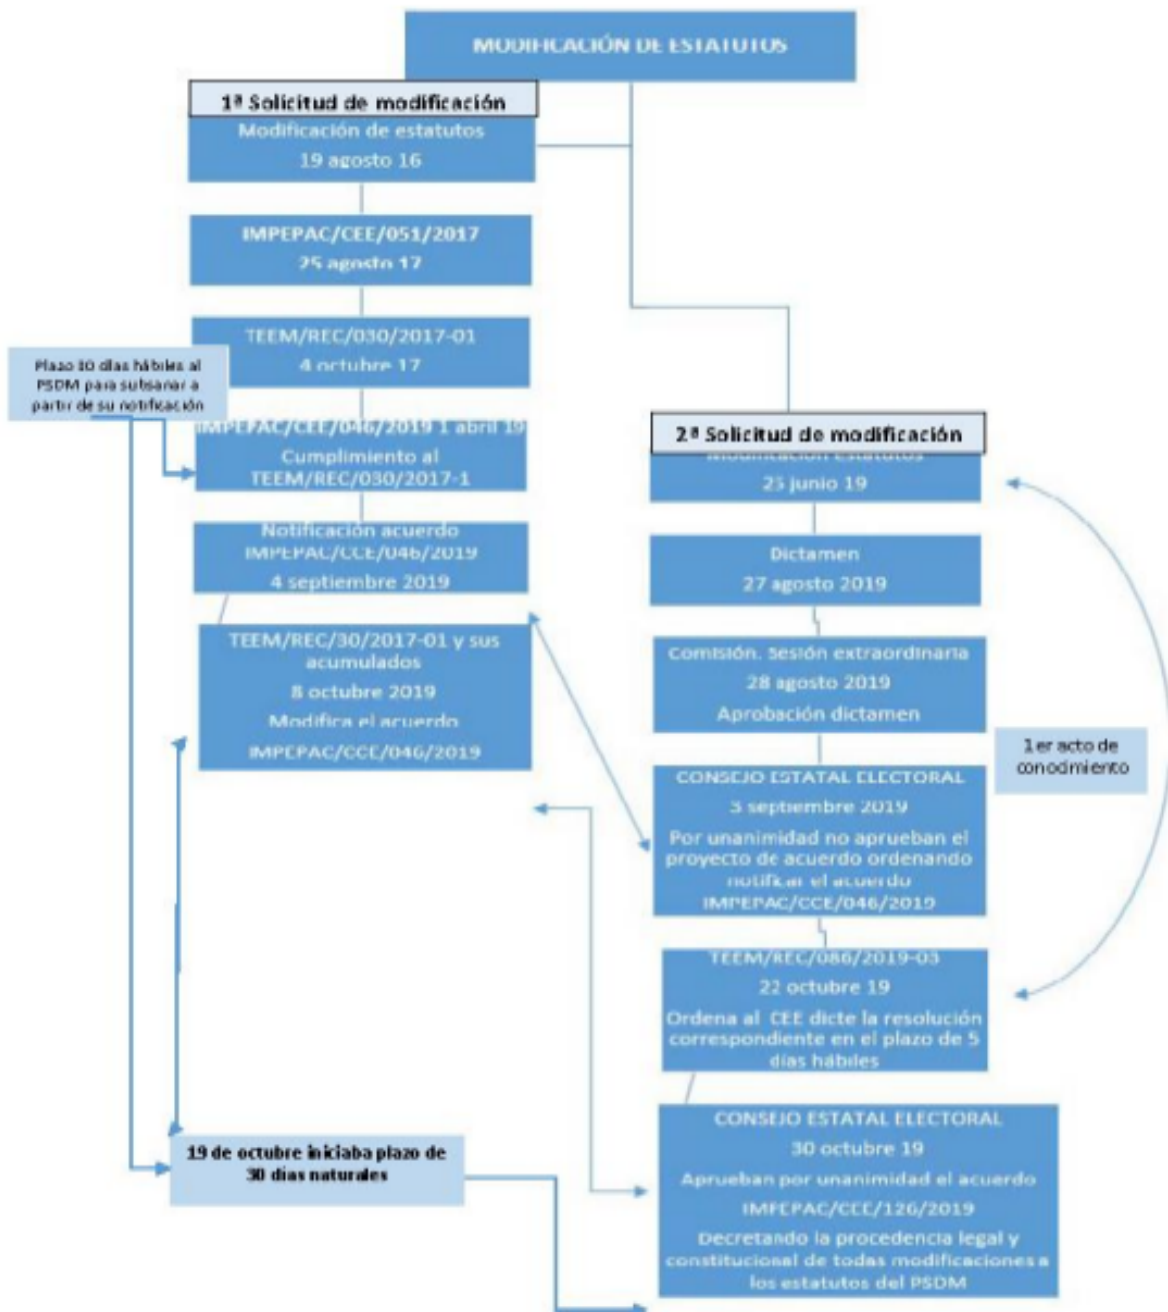 MODIFICACIÓN DE ESTATUTOS
1ª Solicitud de modificación
Modificación de estatutos
19 agosto 16
IMPEPAC/CEE/051/2017
25 agosto 17
TEEM/REC/030/2017-01
4 octubre 17
Plazo 10 días hábiles al
PSDM para subsanar a
partir de su notificación
IMPEPAC/CEE/046/2019 1 abril 19
Cumplimiento al
TEEM/REC/030/2017-1
Notificación acuerdo
IMPEPAC/CCE/046/2019
4 septiembre 2019
TEEM/REC/30/2017-01 y sus
acumulados
8 octubre 2019
Modifica el acuerdo
IMPEPAC/CCE/046/2019
19 de octubre iniciaba plazo de
30 días naturales
2ª Solicitud de modificación
Modificación estatutos
25 junio 19
Dictamen
27 agosto 2019
Comisión. Sesión extraordinaria
28 agosto 2019
Aprobación dictamen
1er acto de
conocimiento
CONSEJO ESTATAL ELECTORAL
3 septiembre 2019
Por unanimidad no aprueban el
proyecto de acuerdo ordenando
notificar el acuerdo
IMPEPAC/CCE/046/2019
TEEM/REC/086/2019-03
22 octubre 19
Ordena al CEE dicte la resolución
correspondiente en el plazo de 5
días hábiles
CONSEJO ESTATAL ELECTORAL
30 octubre 19
Aprueban por unanimidad el acuerdo
IMPEPAC/CEE/126/2019
Decretando la procedencia legal y
constitucional de todas modificaciones a
los estatutos del PSDM